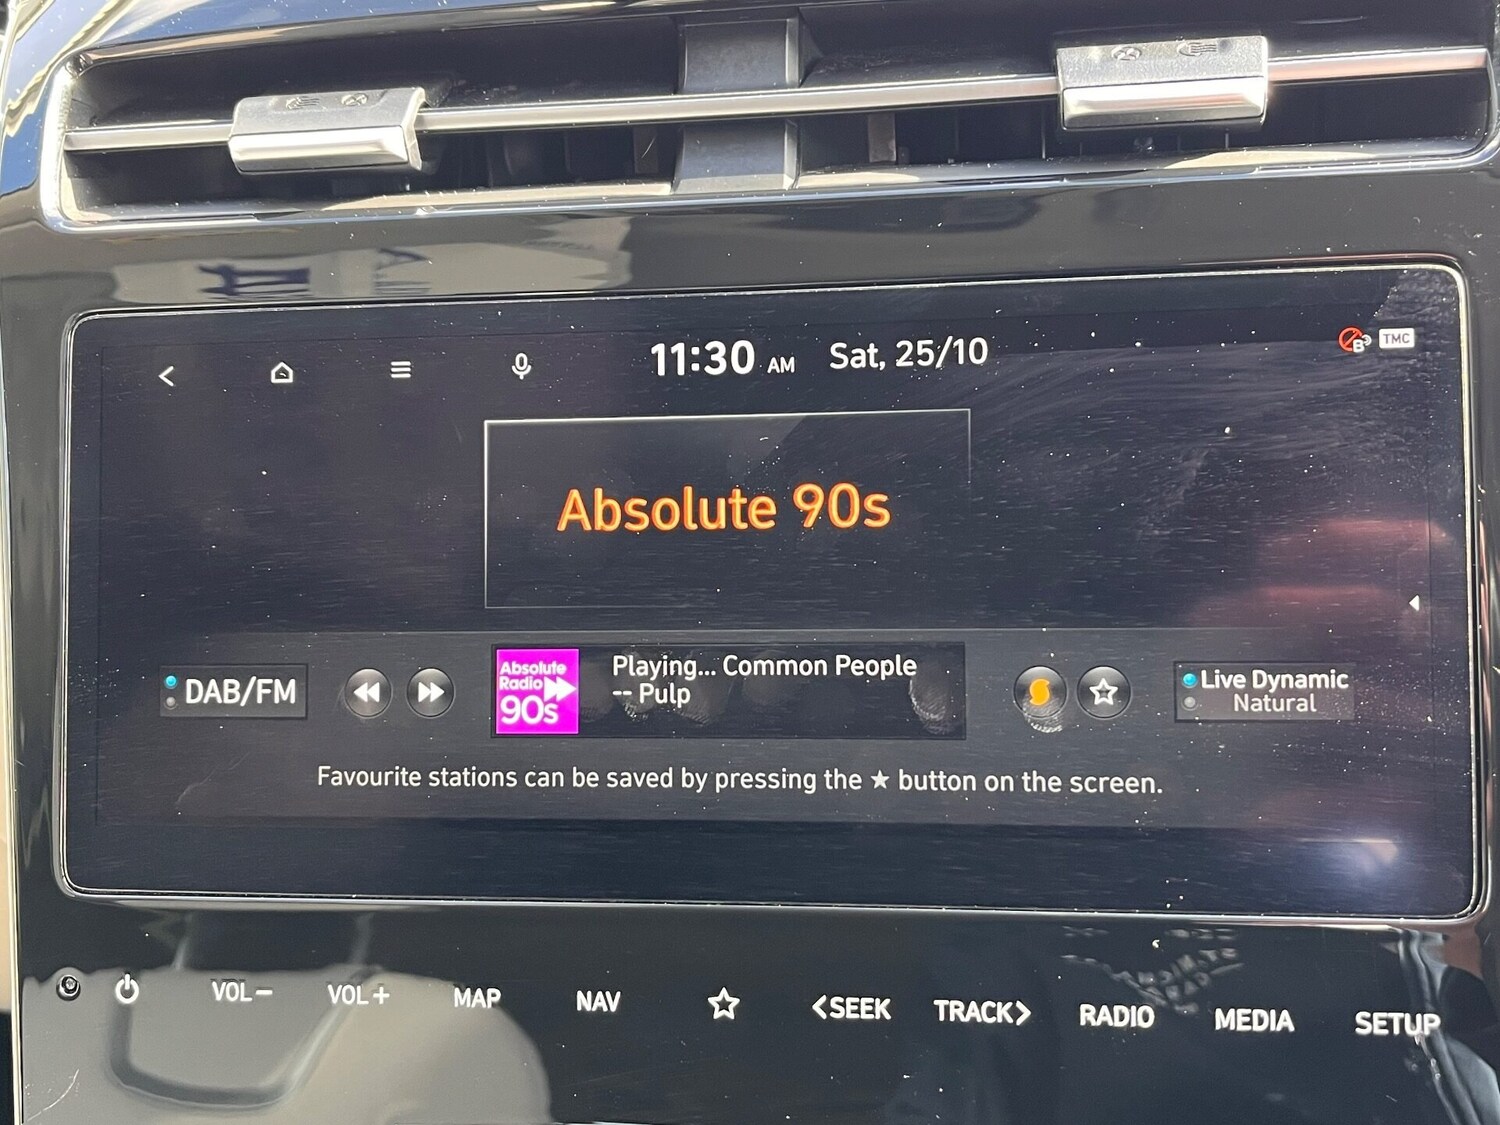 11:30 AM Sat, 25/10
TMC
Absolute 90s
DAB/FM
Absolute
Radio
90s
Playing... Common People
-- Pulp
Live Dynamic
Natural
Favourite stations can be saved by pressing the ★ button on the screen.
VOL− VOL+ MAP NAV ☆ <SEEK TRACK> RADIO MEDIA SETUP